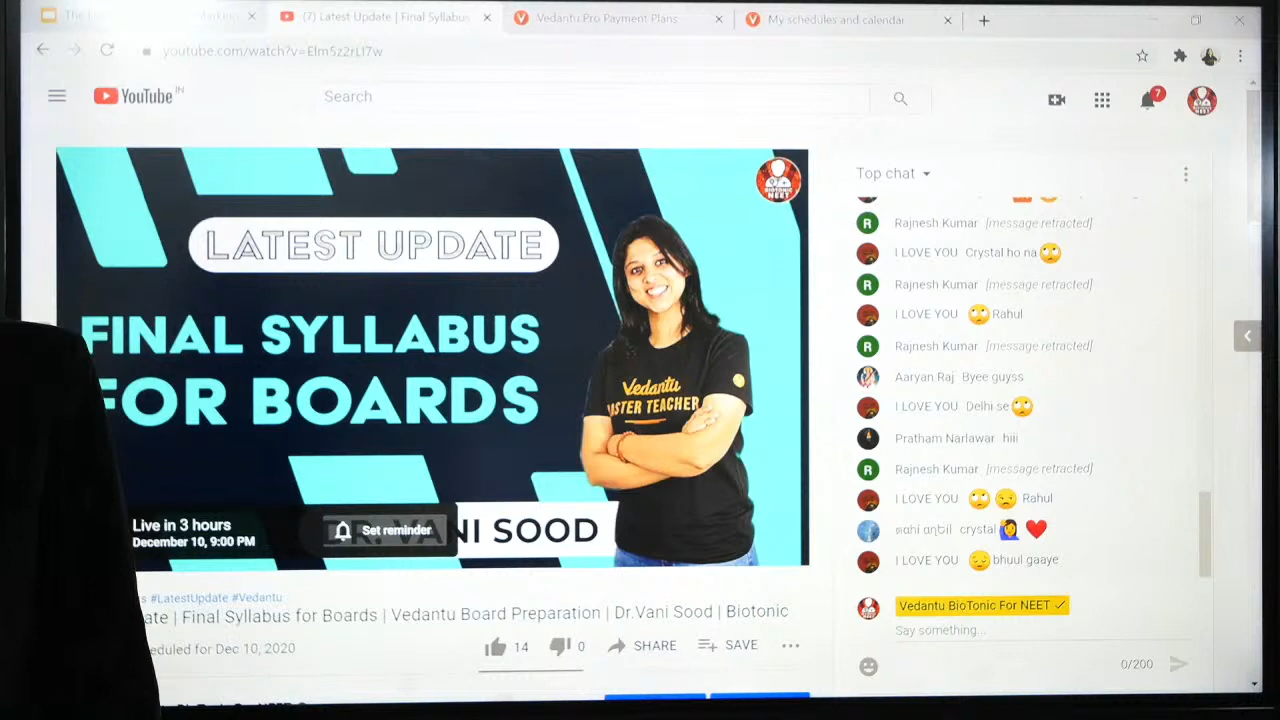 (7) Latest Update | Final Syllabus
Vedantu Pro Payment Plans
My schedules and calendar
youtube.com/watch?v=Elm5z2rLI7w
YouTube IN
Search
7
BIOTONIC
NEET
LATEST UPDATE
FINAL SYLLABUS
FOR BOARDS
Vedantu
MASTER TEACHER
Live in 3 hours
December 10, 9:00 PM
Set reminder
DR. VANI SOOD
#LatestUpdate #Vedantu
ate | Final Syllabus for Boards | Vedantu Board Preparation | Dr.Vani Sood | Biotonic
eduled for Dec 10, 2020
14
0
SHARE
SAVE
Top chat
R Rajnesh Kumar [message retracted]
I LOVE YOU Crystal ho na 🙄
R Rajnesh Kumar [message retracted]
I LOVE YOU 🙄 Rahul
R Rajnesh Kumar [message retracted]
Aaryan Raj Byee guyss
I LOVE YOU Delhi se 🙄
Pratham Narlawar hiii
R Rajnesh Kumar [message retracted]
I LOVE YOU 🙄 😒 Rahul
crystal 🙋‍♀️ ❤️
I LOVE YOU 😔 bhuul gaaye
Vedantu BioTonic For NEET ✓
Say something...
0/200